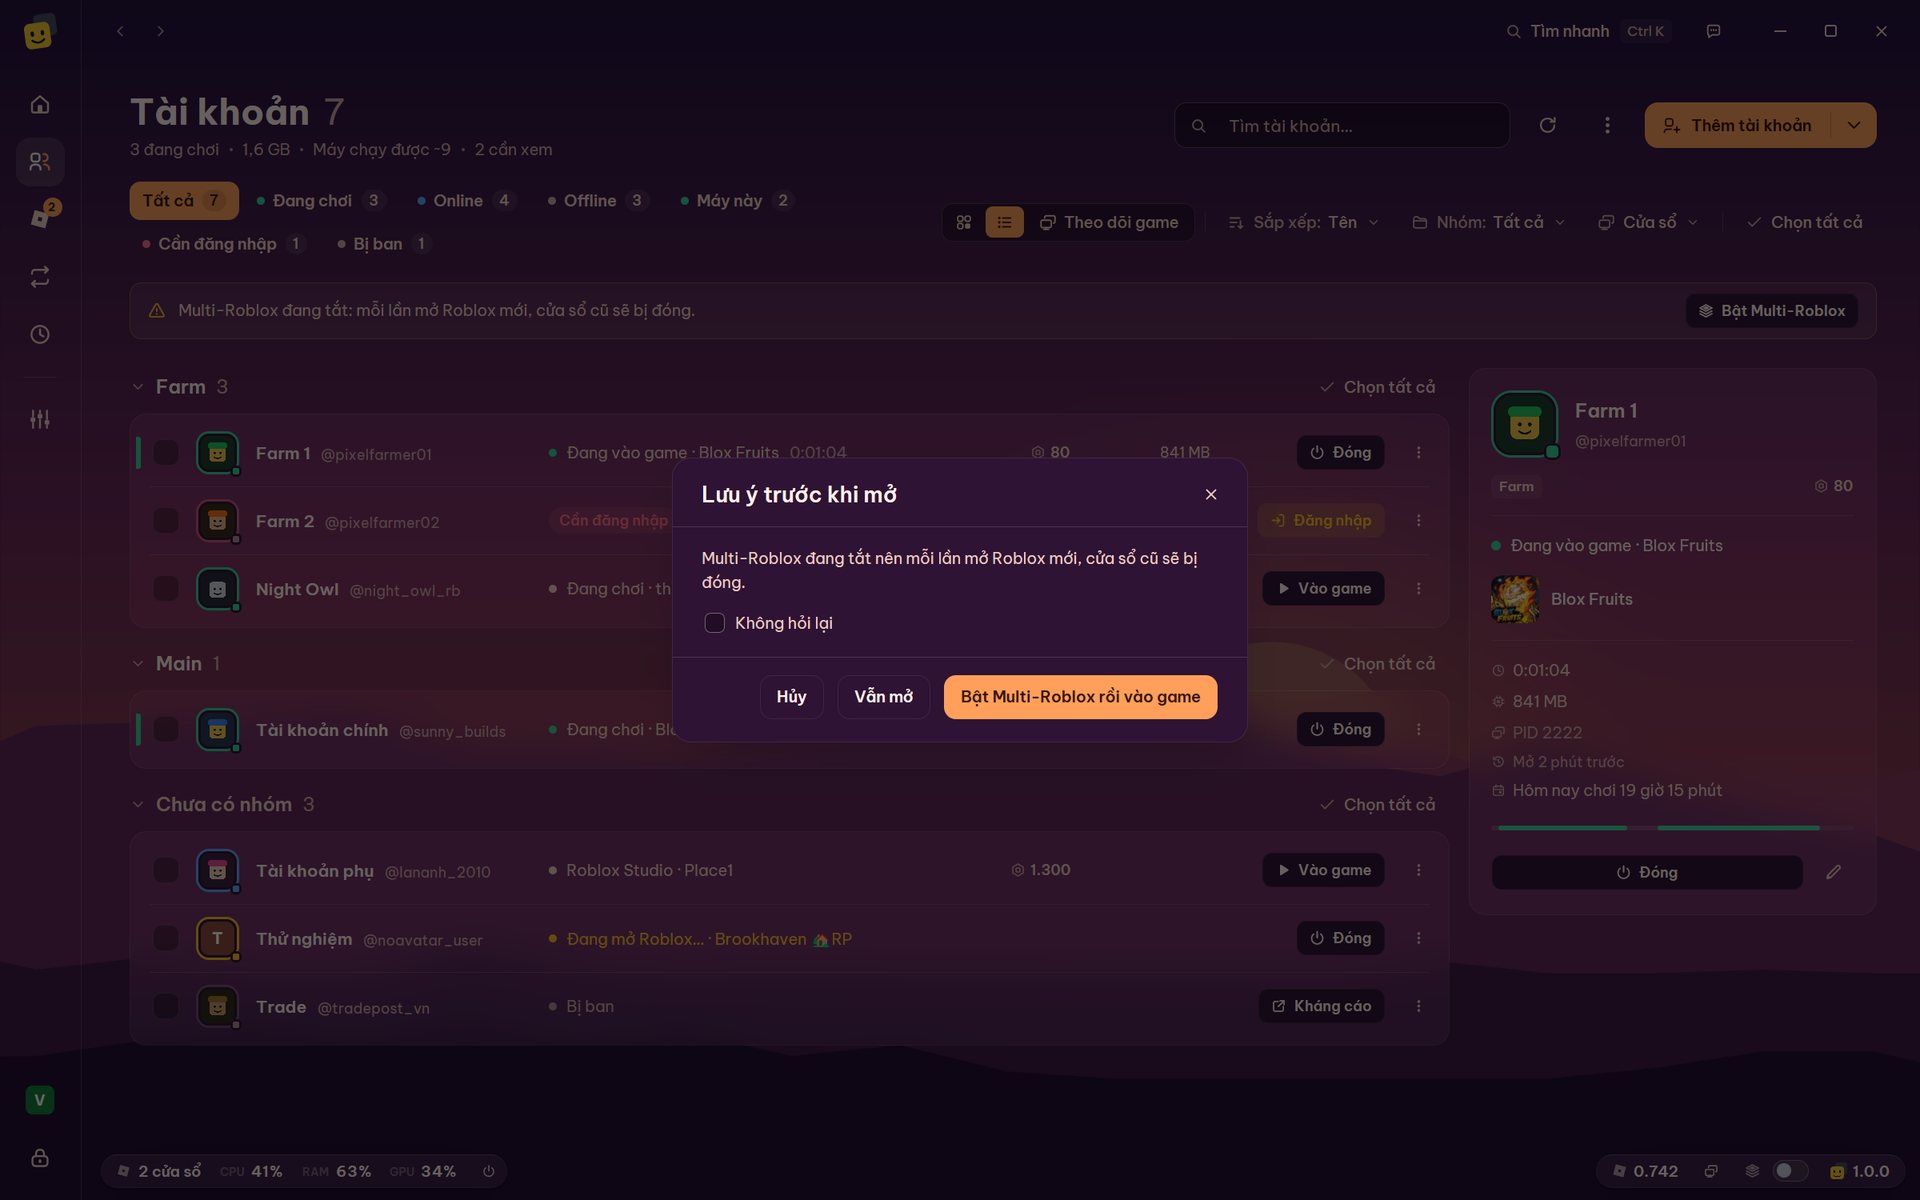 Tìm nhanh Ctrl K
Tài khoản 7
3 đang chơi • 1,6 GB • Máy chạy được -9 • 2 cần xem
Tìm tài khoản...
Thêm tài khoản
Tất cả 7
Đang chơi 3
Online 4
Offline 3
Máy này 2
Cần đăng nhập 1
Bị ban 1
Theo dõi game
Sắp xếp: Tên
Nhóm: Tất cả
Cửa sổ
Chọn tất cả
2
Multi-Roblox đang tắt: mỗi lần mở Roblox mới, cửa sổ cũ sẽ bị đóng.
Bật Multi-Roblox
Farm 3
Chọn tất cả
Farm 1 @pixelfarmer01 Đang vào game · Blox Fruits 0:01:04 80 841 MB Đóng
Farm 2 @pixelfarmer02 Cần đăng nhập Đăng nhập
Night Owl @night_owl_rb Đang chơi · th Vào game
Main 1
Chọn tất cả
Tài khoản chính @sunny_builds Đang chơi · Blo Đóng
Chưa có nhóm 3
Chọn tất cả
Tài khoản phụ @lananh_2010 Roblox Studio · Place1 1.300 Vào game
T Thử nghiệm @noavatar_user Đang mở Roblox... · Brookhaven 🏡RP Đóng
Trade @tradepost_vn Bị ban Kháng cáo
Lưu ý trước khi mở
Multi-Roblox đang tắt nên mỗi lần mở Roblox mới, cửa sổ cũ sẽ bị
đóng.
Không hỏi lại
Hủy
Vẫn mở
Bật Multi-Roblox rồi vào game
Farm 1
@pixelfarmer01
Farm 80
Đang vào game · Blox Fruits
Blox Fruits
0:01:04
841 MB
PID 2222
Mở 2 phút trước
Hôm nay chơi 19 giờ 15 phút
Đóng
V
2 cửa sổ CPU 41% RAM 63% GPU 34%
0.742
1.0.0